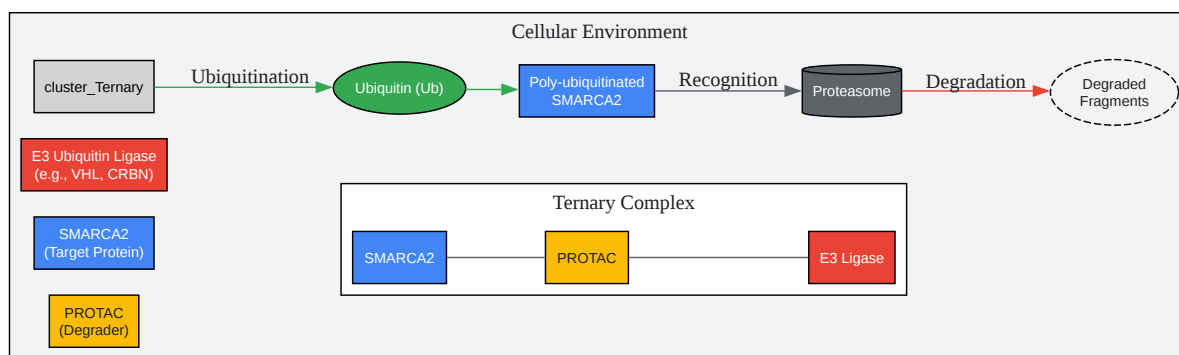 Cellular Environment
cluster_Ternary
Ubiquitination
Ubiquitin (Ub)
Poly-ubiquitinated
SMARCA2
Recognition
Proteasome
Degradation
Degraded
Fragments
E3 Ubiquitin Ligase
(e.g., VHL, CRBN)
SMARCA2
(Target Protein)
PROTAC
(Degrader)
Ternary Complex
SMARCA2
PROTAC
E3 Ligase